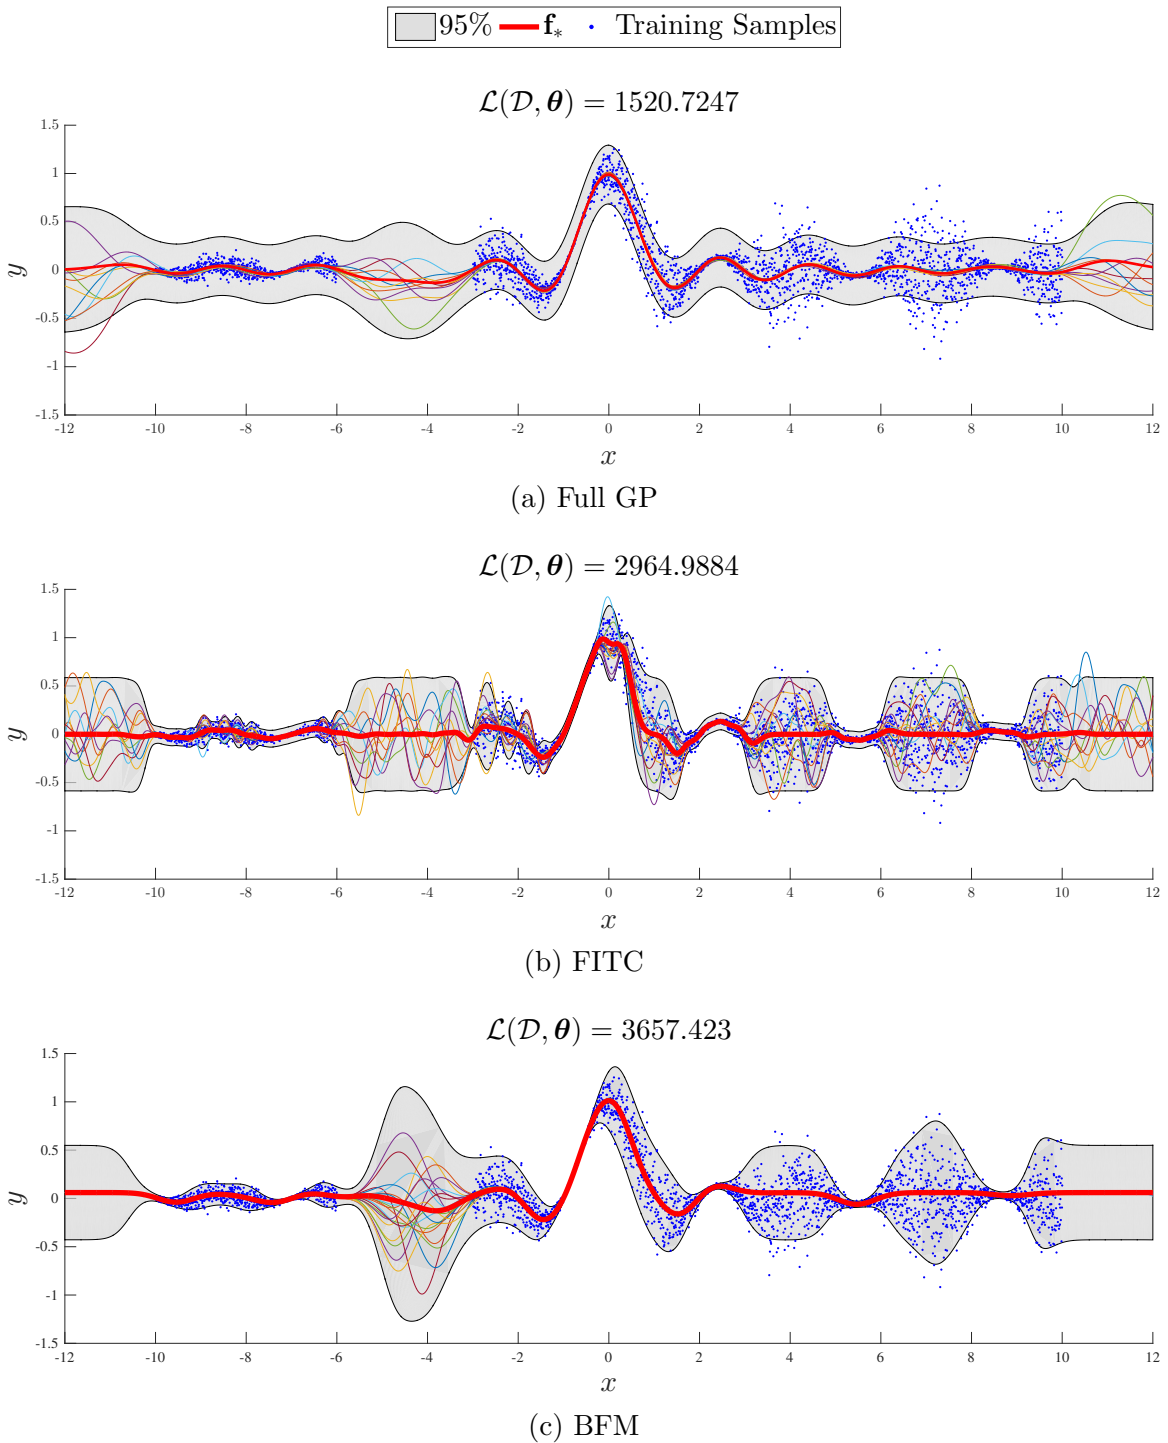 95% f* Training Samples
L(D, θ) = 1520.7247
1.5
1
0.5
0
-0.5
-1
-1.5
y
-12 -10 -8 -6 -4 -2 0 2 4 6 8 10 12
x
(a) Full GP
L(D, θ) = 2964.9884
1.5
1
0.5
0
-0.5
-1
-1.5
y
-12 -10 -8 -6 -4 -2 0 2 4 6 8 10 12
x
(b) FITC
L(D, θ) = 3657.423
1.5
1
0.5
0
-0.5
-1
-1.5
y
-12 -10 -8 -6 -4 -2 0 2 4 6 8 10 12
x
(c) BFM